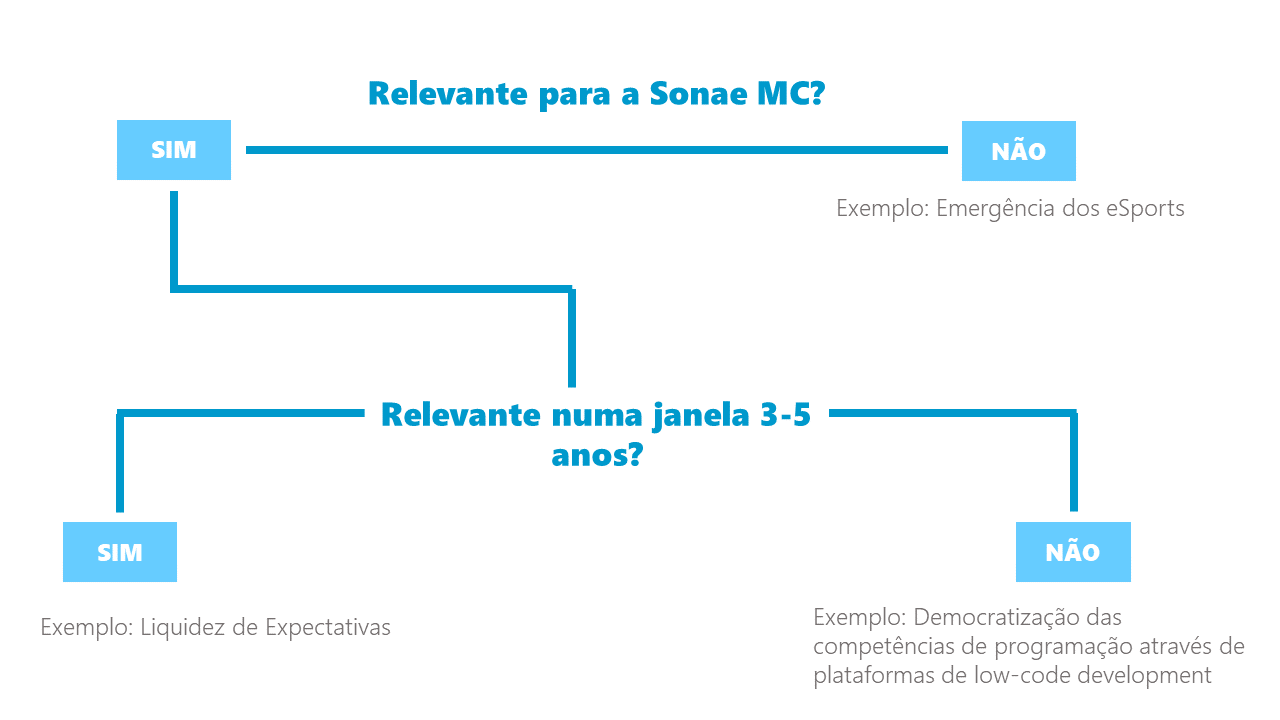 Relevante para a Sonae MC?
SIM
NÃO
Exemplo: Emergência dos eSports
Relevante numa janela 3-5
anos?
SIM
NÃO
Exemplo: Liquidez de Expectativas
Exemplo: Democratização das
competências de programação através de
plataformas de low-code development